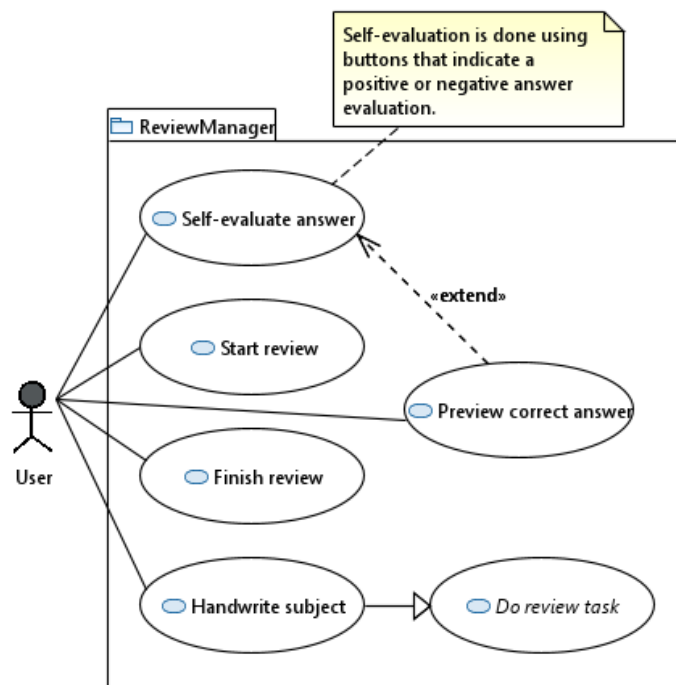 Self-evaluation is done using
buttons that indicate a
positive or negative answer
evaluation.
ReviewManager
Self-evaluate answer
«extend»
Start review
Preview correct answer
User
Finish review
Handwrite subject
Do review task